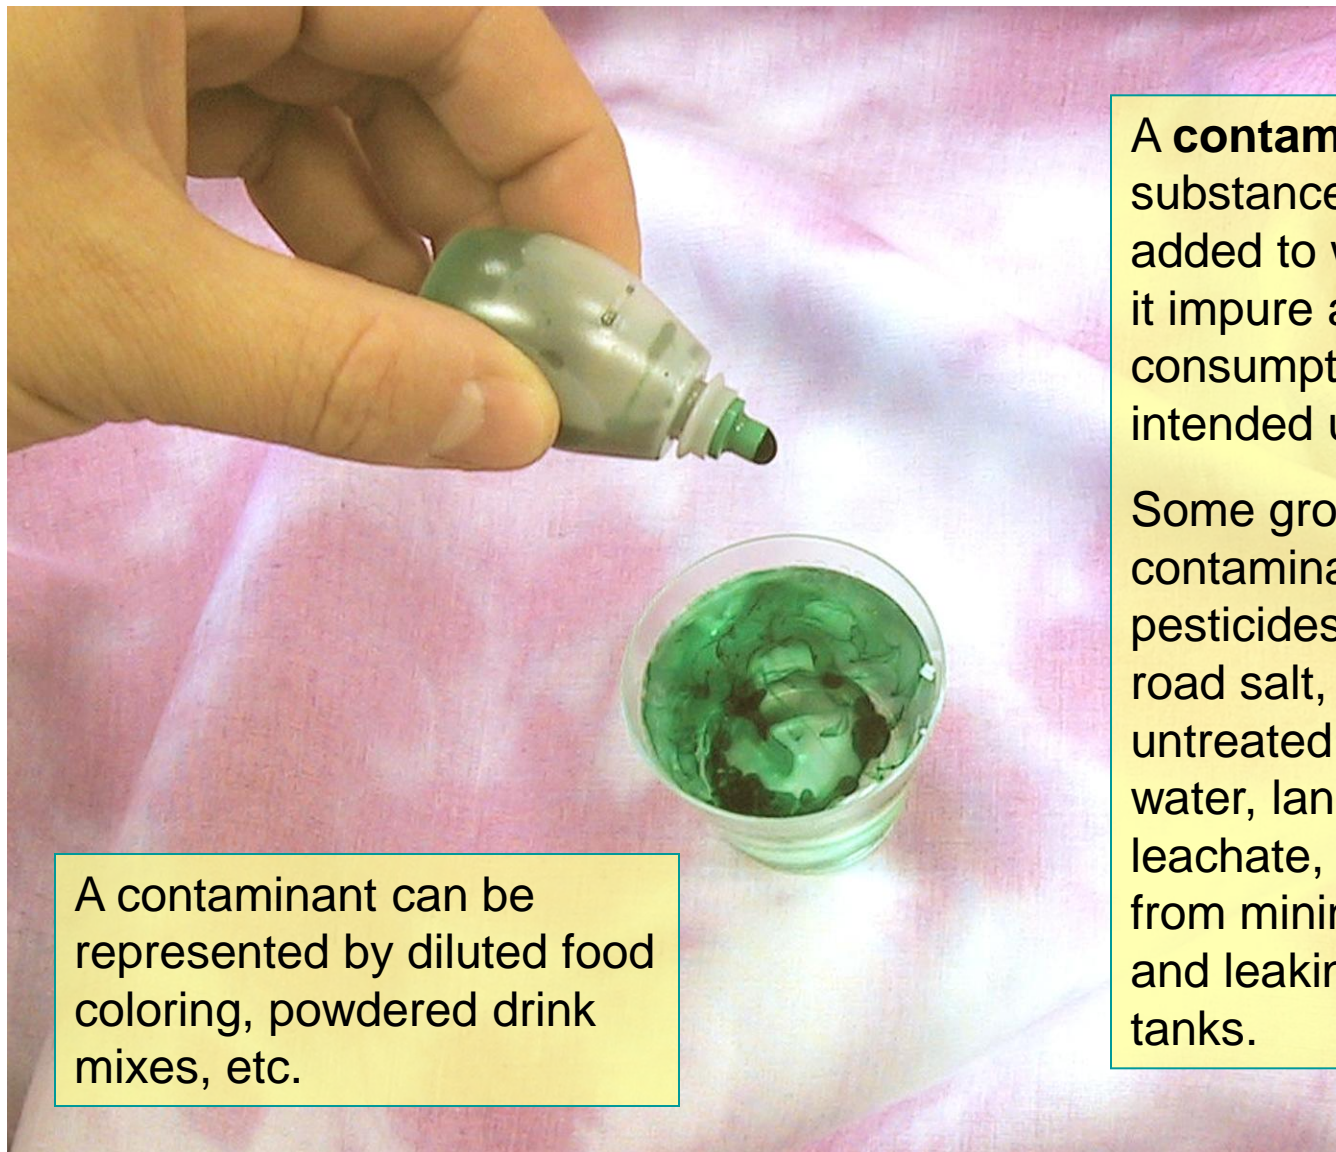 A contam
substance
added to
it impure
consumpt
intended
Some gro
contamina
pesticides
road salt,
untreated
water, lan
leachate,
from minin
and leakin
tanks.
A contaminant can be
represented by diluted food
coloring, powdered drink
mixes, etc.